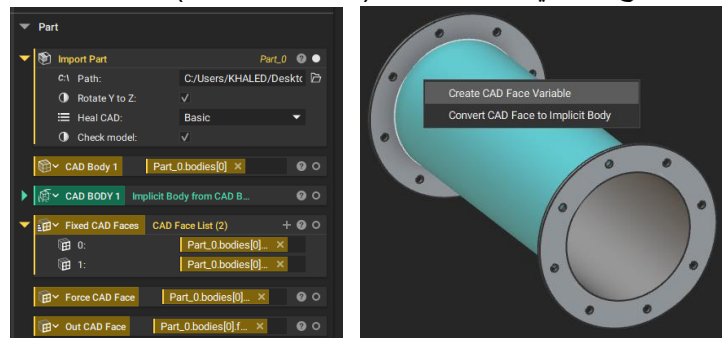 Part
Import Part Part_0
C:\ Path: C:/Users/KHALED/Deskt
Rotate Y to Z:
Heal CAD: Basic
Check model:
CAD Body 1 Part_0.bodies[0]
CAD BODY 1 Implicit Body from CAD B...
Fixed CAD Faces CAD Face List (2)
0: Part_0.bodies[0]...
1: Part_0.bodies[0]...
Force CAD Face Part_0.bodies[0]...
Out CAD Face Part_0.bodies[0].f...
Create CAD Face Variable
Convert CAD Face to Implicit Body